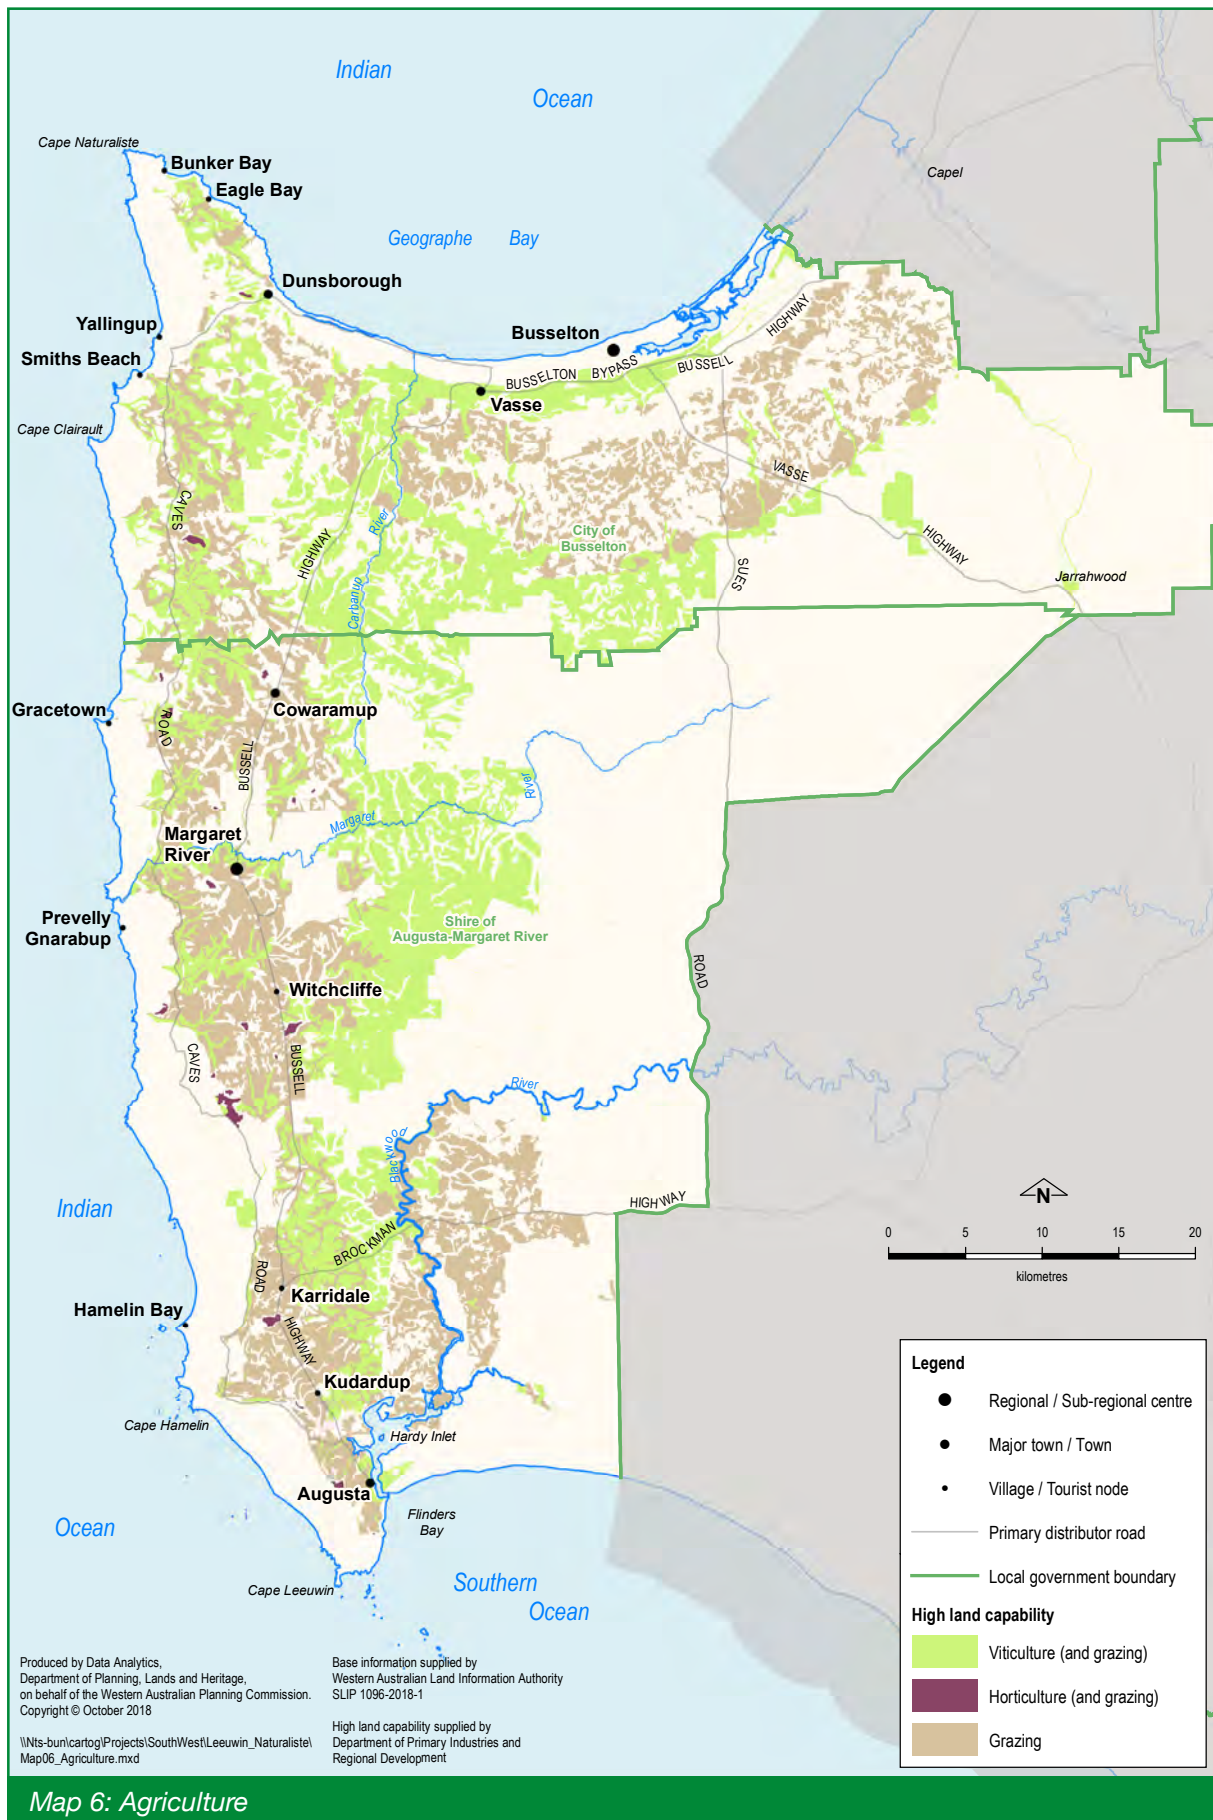 Indian
Ocean
Cape Naturaliste
Bunker Bay
Eagle Bay
Capel
Geographe Bay
Dunsborough
Yallingup
Busselton
HIGHWAY
Smiths Beach
BUSSELTON BYPASS
BUSSELL
Vasse
Cape Clairault
VASSE
CAVES
HIGHWAY
River
City of
Busselton
HIGHWAY
SUES
Carbanup
Jarrahwood
Gracetown
ROAD
Cowaramup
BUSSELL
River
Margaret
Margaret
River
Prevelly
Gnarabup
Shire of
Augusta-Margaret River
ROAD
Witchcliffe
CAVES
BUSSELL
River
Blackwood
Indian
HIGHWAY
N
BROCKMAN
0 5 10 15 20
kilometres
ROAD
Karridale
Hamelin Bay
HIGHWAY
Kudardup
Cape Hamelin
Hardy Inlet
Augusta
Flinders
Bay
Ocean
Cape Leeuwin
Southern
Ocean
Legend
Regional / Sub-regional centre
Major town / Town
Village / Tourist node
Primary distributor road
Local government boundary
High land capability
Viticulture (and grazing)
Horticulture (and grazing)
Grazing
Produced by Data Analytics,
Department of Planning, Lands and Heritage,
on behalf of the Western Australian Planning Commission.
Copyright © October 2018
\\Nts-bun\cartog\Projects\SouthWest\Leeuwin_Naturaliste\
Map06_Agriculture.mxd
Base information supplied by
Western Australian Land Information Authority
SLIP 1096-2018-1
High land capability supplied by
Department of Primary Industries and
Regional Development
Map 6: Agriculture